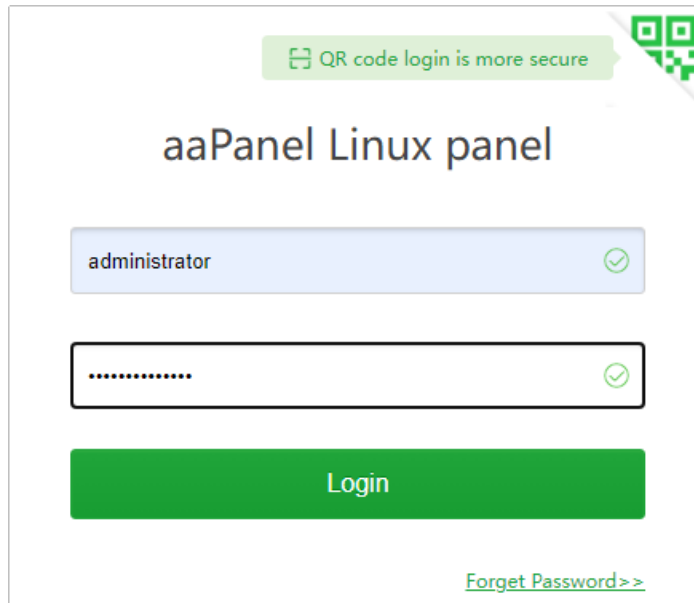 QR code login is more secure
aaPanel Linux panel
administrator
••••••••••••••
Login
Forget Password>>